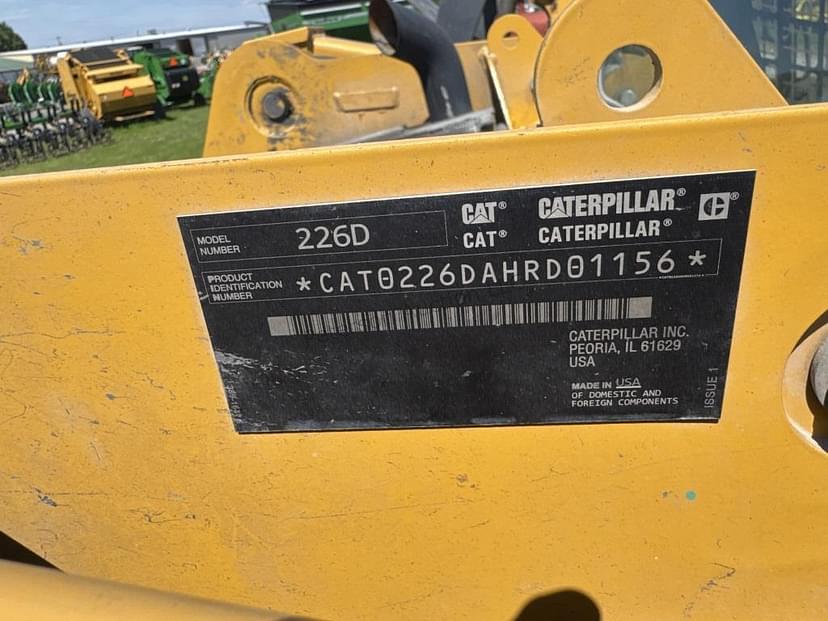 MODEL NUMBER 226D
CAT® CATERPILLAR®
CAT® CATERPILLAR®
PRODUCT IDENTIFICATION NUMBER *CAT0226DAHRD01156*
CATERPILLAR INC.
PEORIA, IL 61629
USA
MADE IN USA
OF DOMESTIC AND
FOREIGN COMPONENTS
ISSUE 1